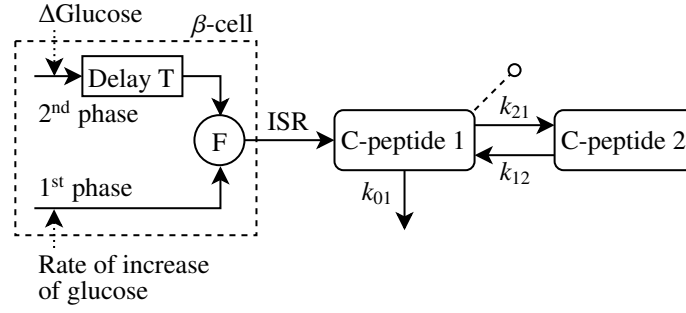 ΔGlucose
β-cell
Delay T
2nd phase
F
ISR
C-peptide 1
k21
C-peptide 2
k12
k01
1st phase
Rate of increase
of glucose